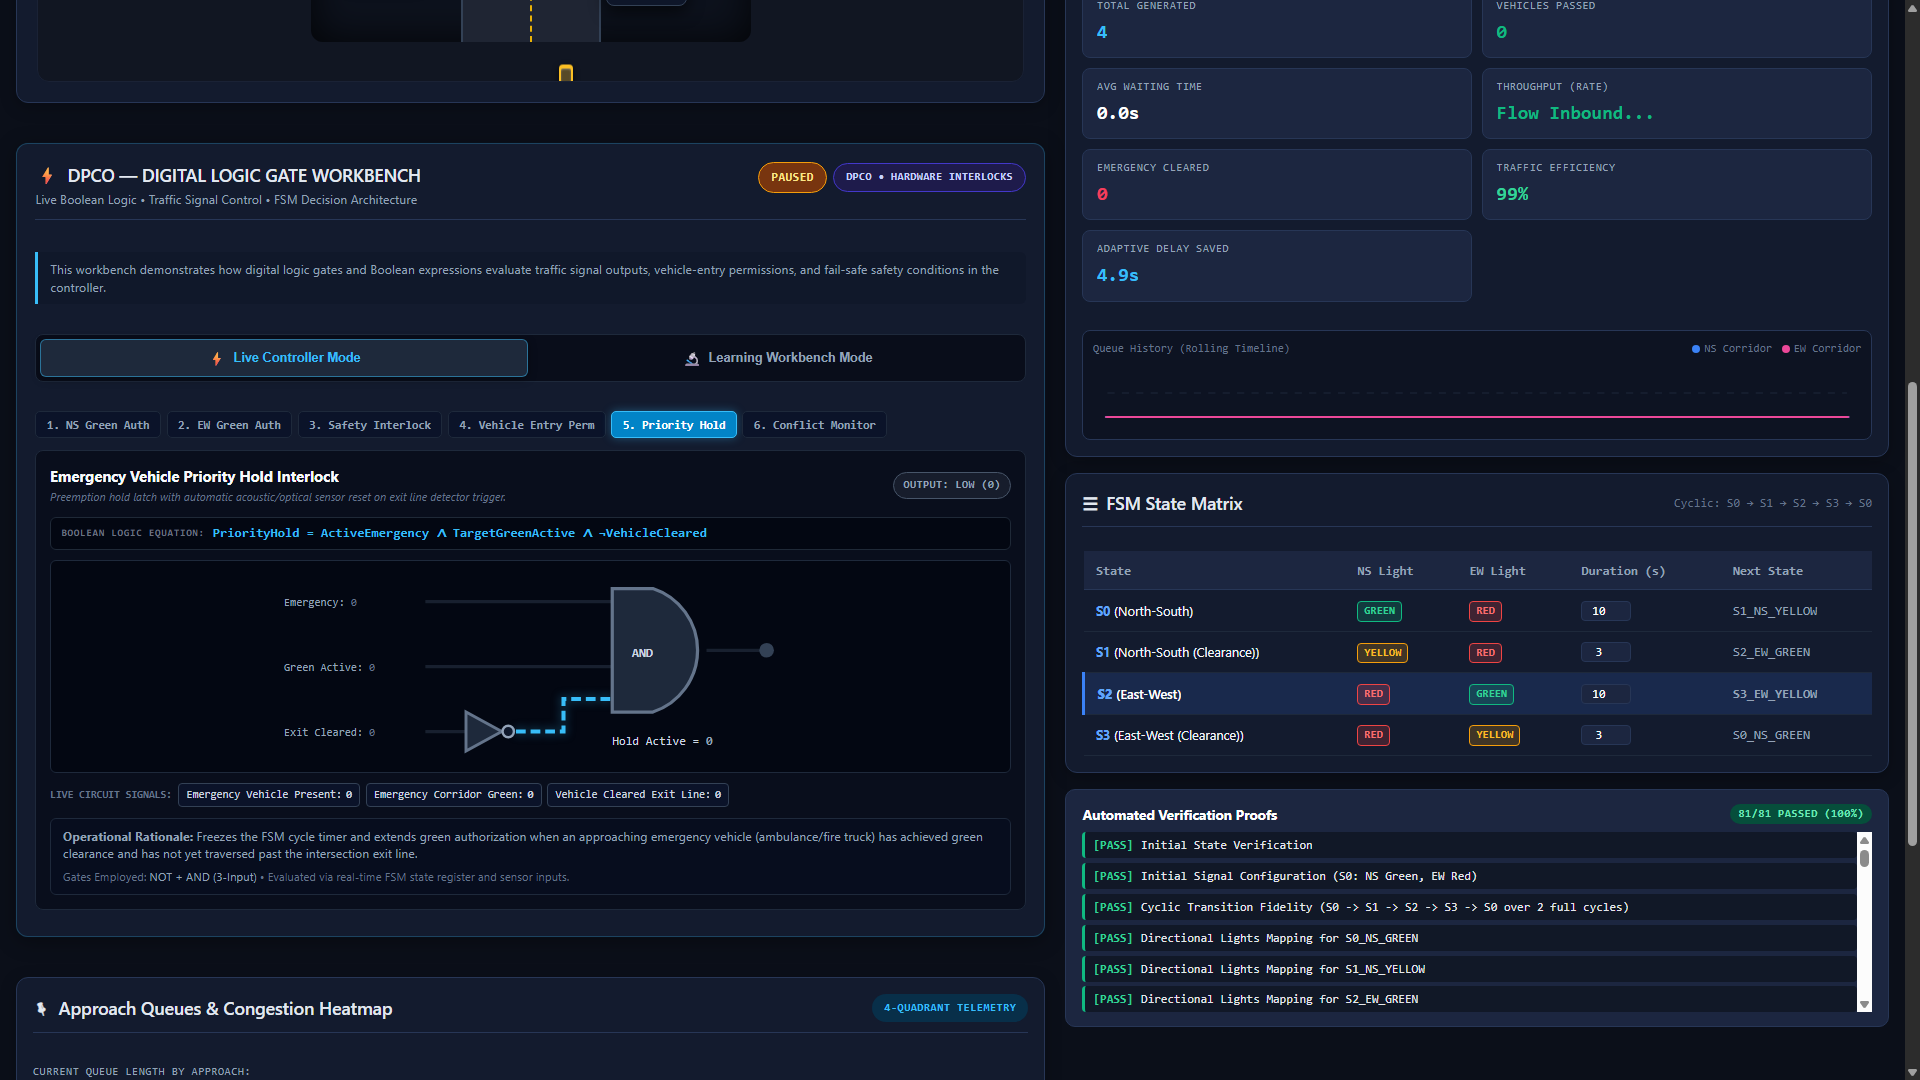 DPCO — DIGITAL LOGIC GATE WORKBENCH
PAUSED
DPCO • HARDWARE INTERLOCKS
Live Boolean Logic • Traffic Signal Control • FSM Decision Architecture
This workbench demonstrates how digital logic gates and Boolean expressions evaluate traffic signal outputs, vehicle-entry permissions, and fail-safe safety conditions in the
controller.
Live Controller Mode
Learning Workbench Mode
1. NS Green Auth
2. EW Green Auth
3. Safety Interlock
4. Vehicle Entry Perm
5. Priority Hold
6. Conflict Monitor
Emergency Vehicle Priority Hold Interlock
Preemption hold latch with automatic acoustic/optical sensor reset on exit line detector trigger.
OUTPUT: LOW (0)
BOOLEAN LOGIC EQUATION: PriorityHold = ActiveEmergency ∧ TargetGreenActive ∧ ¬VehicleCleared
Emergency: 0
Green Active: 0
Exit Cleared: 0
AND
Hold Active = 0
LIVE CIRCUIT SIGNALS:
Emergency Vehicle Present: 0
Emergency Corridor Green: 0
Vehicle Cleared Exit Line: 0
Operational Rationale: Freezes the FSM cycle timer and extends green authorization when an approaching emergency vehicle (ambulance/fire truck) has achieved green
clearance and has not yet traversed past the intersection exit line.
Gates Employed: NOT + AND (3-Input) • Evaluated via real-time FSM state register and sensor inputs.
Approach Queues & Congestion Heatmap
4-QUADRANT TELEMETRY
CURRENT QUEUE LENGTH BY APPROACH:
TOTAL GENERATED
4
VEHICLES PASSED
0
AVG WAITING TIME
0.0s
THROUGHPUT (RATE)
Flow Inbound...
EMERGENCY CLEARED
0
TRAFFIC EFFICIENCY
99%
ADAPTIVE DELAY SAVED
4.9s
Queue History (Rolling Timeline)
NS Corridor
EW Corridor
FSM State Matrix
Cyclic: S0 → S1 → S2 → S3 → S0
State NS Light EW Light Duration (s) Next State
S0 (North-South) GREEN RED 10 S1_NS_YELLOW
S1 (North-South (Clearance)) YELLOW RED 3 S2_EW_GREEN
S2 (East-West) RED GREEN 10 S3_EW_YELLOW
S3 (East-West (Clearance)) RED YELLOW 3 S0_NS_GREEN
Automated Verification Proofs
81/81 PASSED (100%)
[PASS] Initial State Verification
[PASS] Initial Signal Configuration (S0: NS Green, EW Red)
[PASS] Cyclic Transition Fidelity (S0 -> S1 -> S2 -> S3 -> S0 over 2 full cycles)
[PASS] Directional Lights Mapping for S0_NS_GREEN
[PASS] Directional Lights Mapping for S1_NS_YELLOW
[PASS] Directional Lights Mapping for S2_EW_GREEN